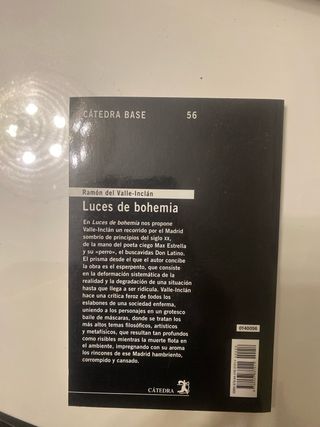 CÁTEDRA BASE 56
Ramón del Valle-Inclán
Luces de bohemia
En Luces de bohemia nos propone
Valle-Inclán un recorrido por el Madrid
sombrío de principios del siglo XX,
de la mano del poeta ciego Max Estrella
y su «perro», el buscavidas Don Latino.
El prisma desde el que el autor concibe
la obra es el esperpento, que consiste
en la deformación sistemática de la
realidad y la degradación de una situación
hasta que llega a ser ridícula. Valle-Inclán
hace una crítica feroz de todos los
eslabones de una sociedad enferma,
uniendo a los personajes en un grotesco
baile de máscaras, donde se tratan los
más altos temas filosóficos, artísticos
y metafísicos, que resultan tan profundos
como risibles mientras la muerte flota en
el ambiente, impregnando con su aroma
los rincones de ese Madrid hambriento,
corrompido y cansado.
0140056
CÁTEDRA